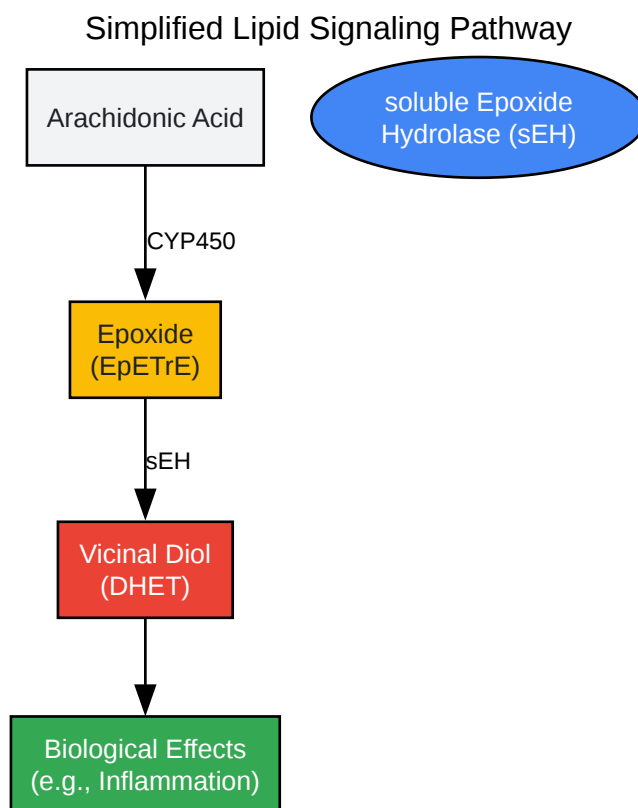 Simplified Lipid Signaling Pathway
Arachidonic Acid
soluble Epoxide
Hydrolase (sEH)
CYP450
Epoxide
(EpETrE)
sEH
Vicinal Diol
(DHET)
Biological Effects
(e.g., Inflammation)